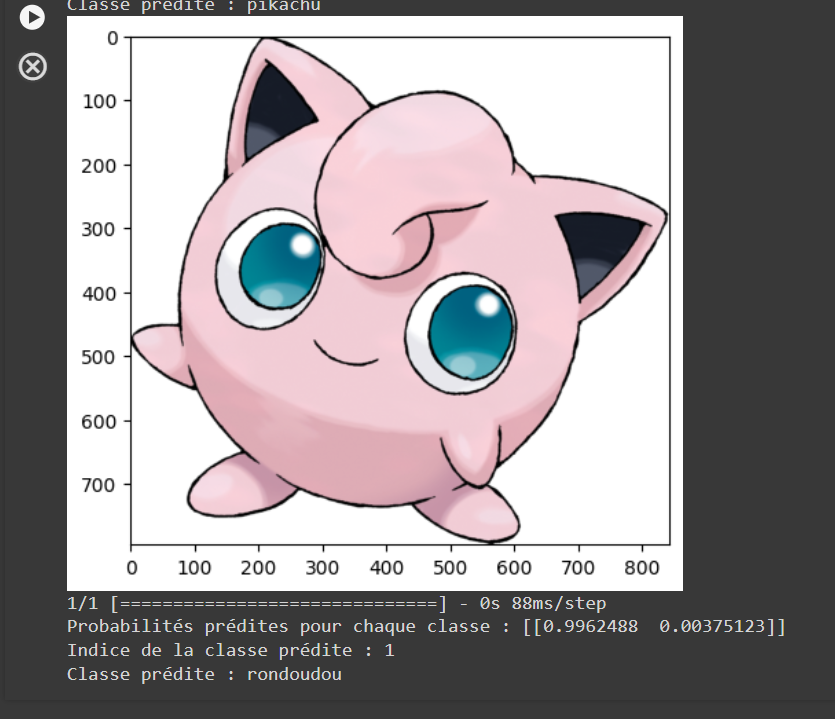 Classe prédite : pikachu
0
100
200
300
400
500
600
700
0 100 200 300 400 500 600 700 800
1/1 [==============================] - 0s 88ms/step
Probabilités prédites pour chaque classe : [[0.9962488  0.00375123]]
Indice de la classe prédite : 1
Classe prédite : rondoudou